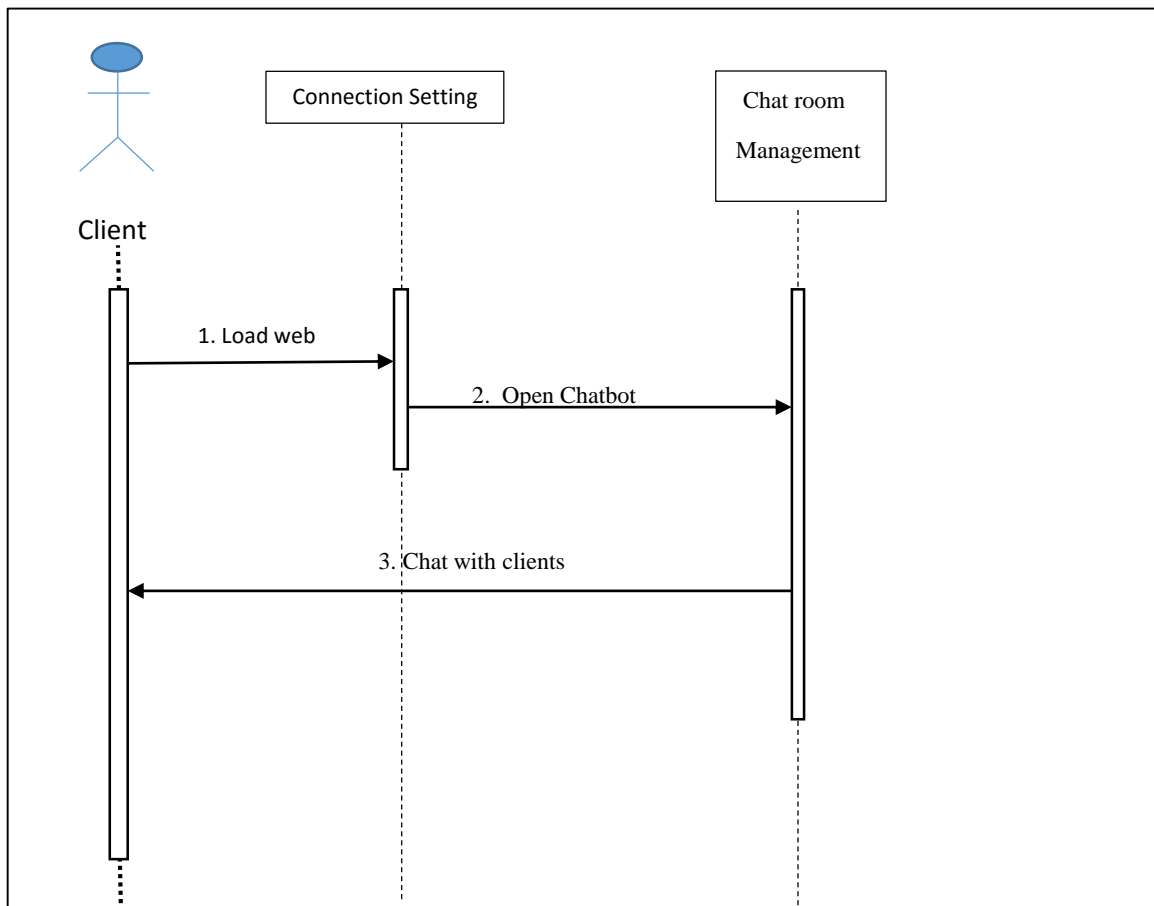 Connection Setting
Chat room
Management
Client
1. Load web
2. Open Chatbot
3. Chat with clients